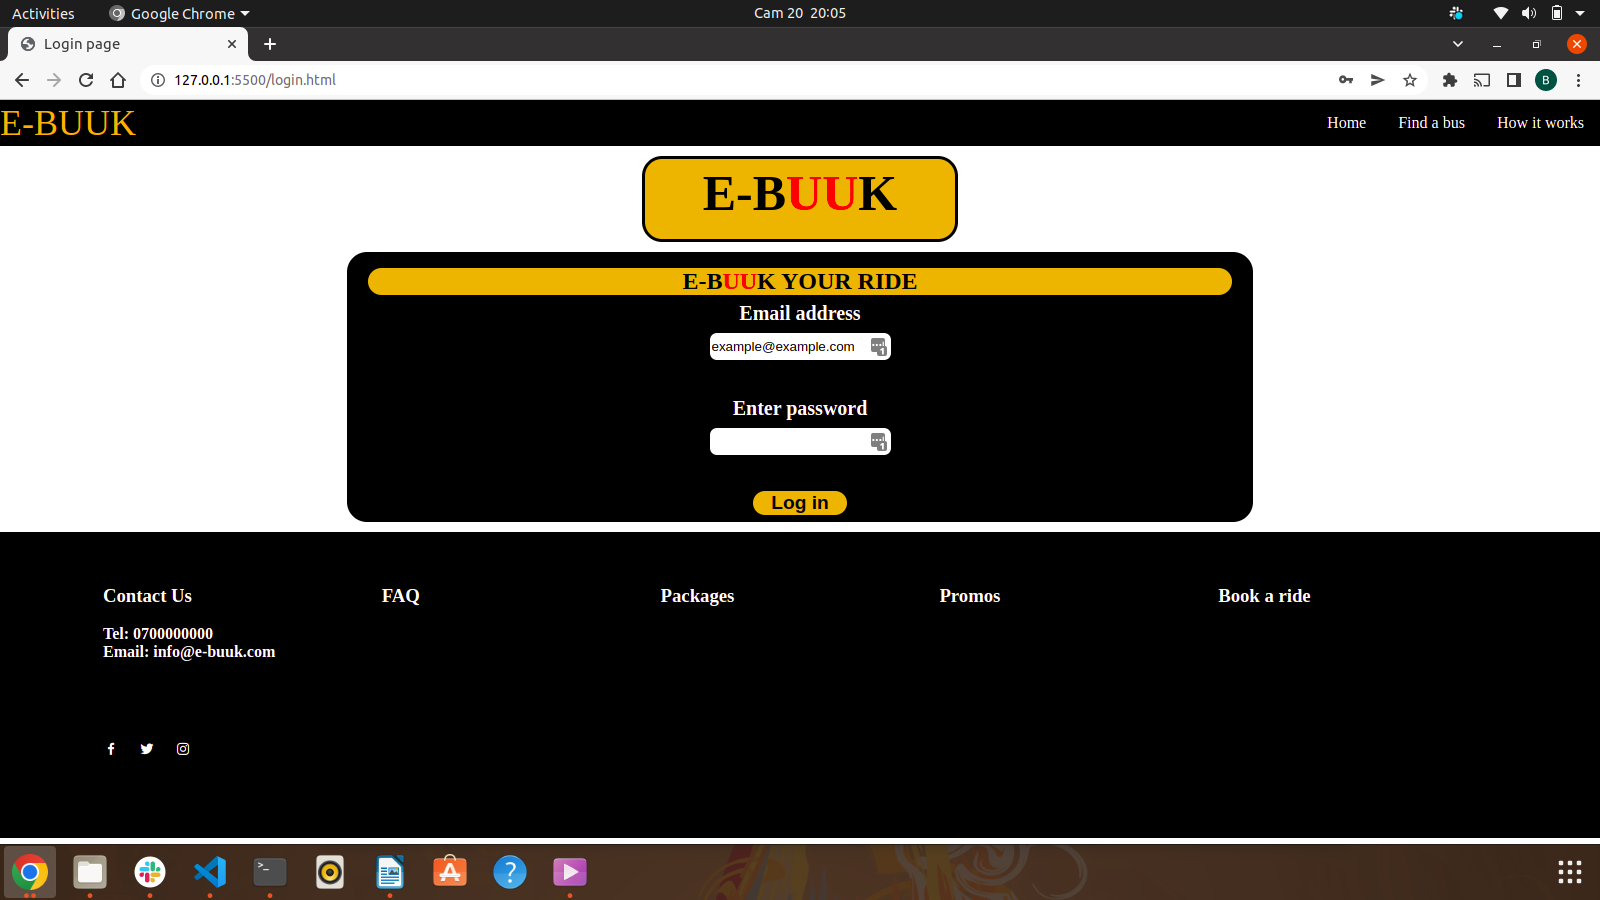 Activities
Google Chrome
Cam 20 20:05
Login page
127.0.0.1:5500/login.html
B
E-BUUK
Home
Find a bus
How it works
E-BUUK
E-BUUK YOUR RIDE
Email address
example@example.com
1
Enter password
1
Log in
Contact Us
FAQ
Packages
Promos
Book a ride
Tel: 0700000000
Email: info@e-buuk.com